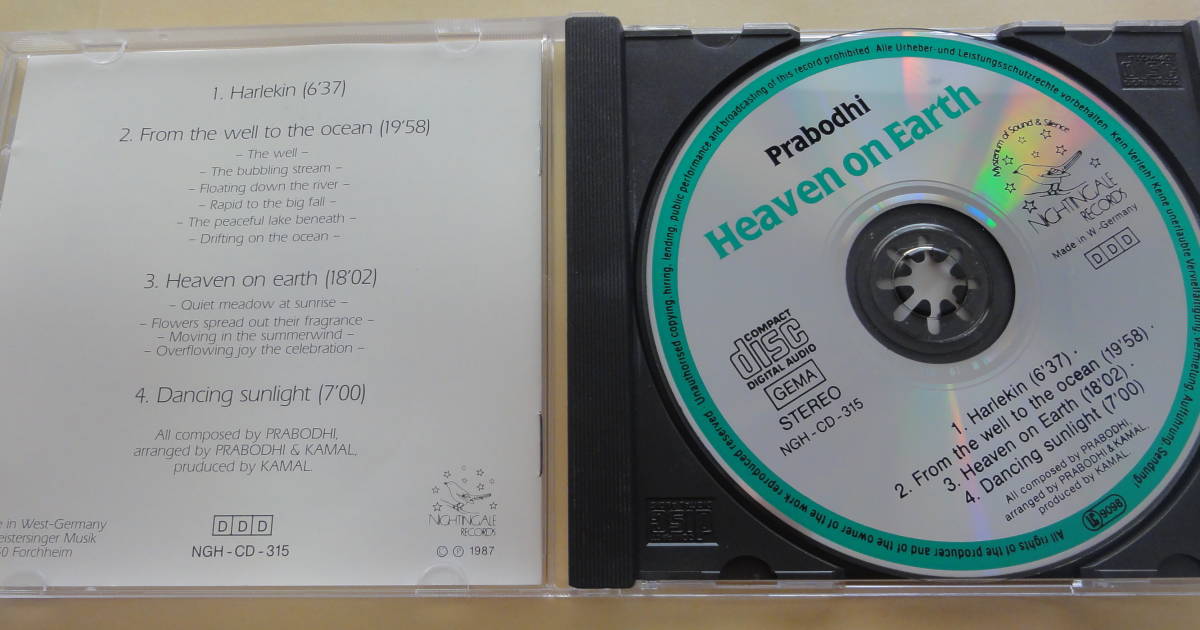 1. Harlekin (6'37)
2. From the well to the ocean (19'58)
– The well –
– The bubbling stream –
– Floating down the river –
– Rapid to the big fall –
– The peaceful lake beneath –
– Drifting on the ocean –
3. Heaven on earth (18'02)
– Quiet meadow at sunrise –
– Flowers spread out their fragrance –
– Moving in the summerwind –
– Overflowing joy the celebration –
4. Dancing sunlight (7'00)
All composed by PRABODHI,
arranged by PRABODHI & KAMAL,
pruduced by KAMAL.
in West-Germany
Musik
Forchheim
DDD
NGH - CD - 315
NIGHTINGALE
RECORDS
© ℗ 1987
Prabodhi
Heaven on Earth
Mysterium of Sound & Silence
NIGHTINGALE
RECORDS
Made in W.-Germany
DDD
COMPACT
disc
DIGITAL AUDIO
GEMA
STEREO
NGH - CD - 315
1. Harlekin (6'37) ·
2. From the well to the ocean (19'58) ·
3. Heaven on Earth (18'02) ·
4. Dancing sunlight (7'00)
All composed by PRABODHI,
arranged by PRABODHI & KAMAL,
produced by KAMAL.
LC 9098
All rights of the producer and of the owner of the work reproduced reserved. Unauthorised copying, hiring, lending, public performance and broadcasting of this record prohibited. Alle Urheber- und Leistungsschutzrechte vorbehalten. Kein Verleih! Keine unerlaubte Vervielfältigung, Vermietung, Aufführung, Sendung!
COMPACT
disc